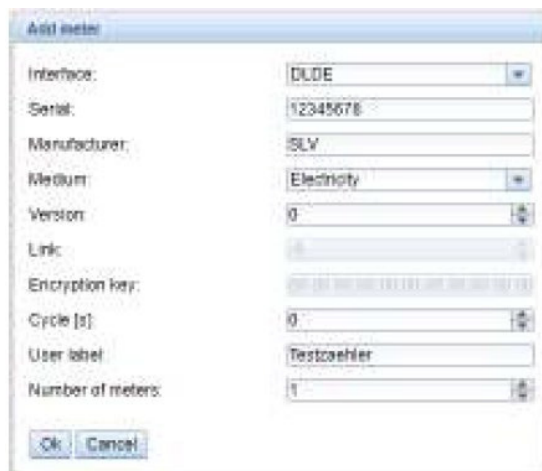 Add meter
Interface: DLDE
Serial: 12345678
Manufacturer: SLV
Medium: Electricity
Version: 0
Link:
Encryption key:
Cycle [s]: 0
User label: Testzaehler
Number of meters: 1
Ok Cancel